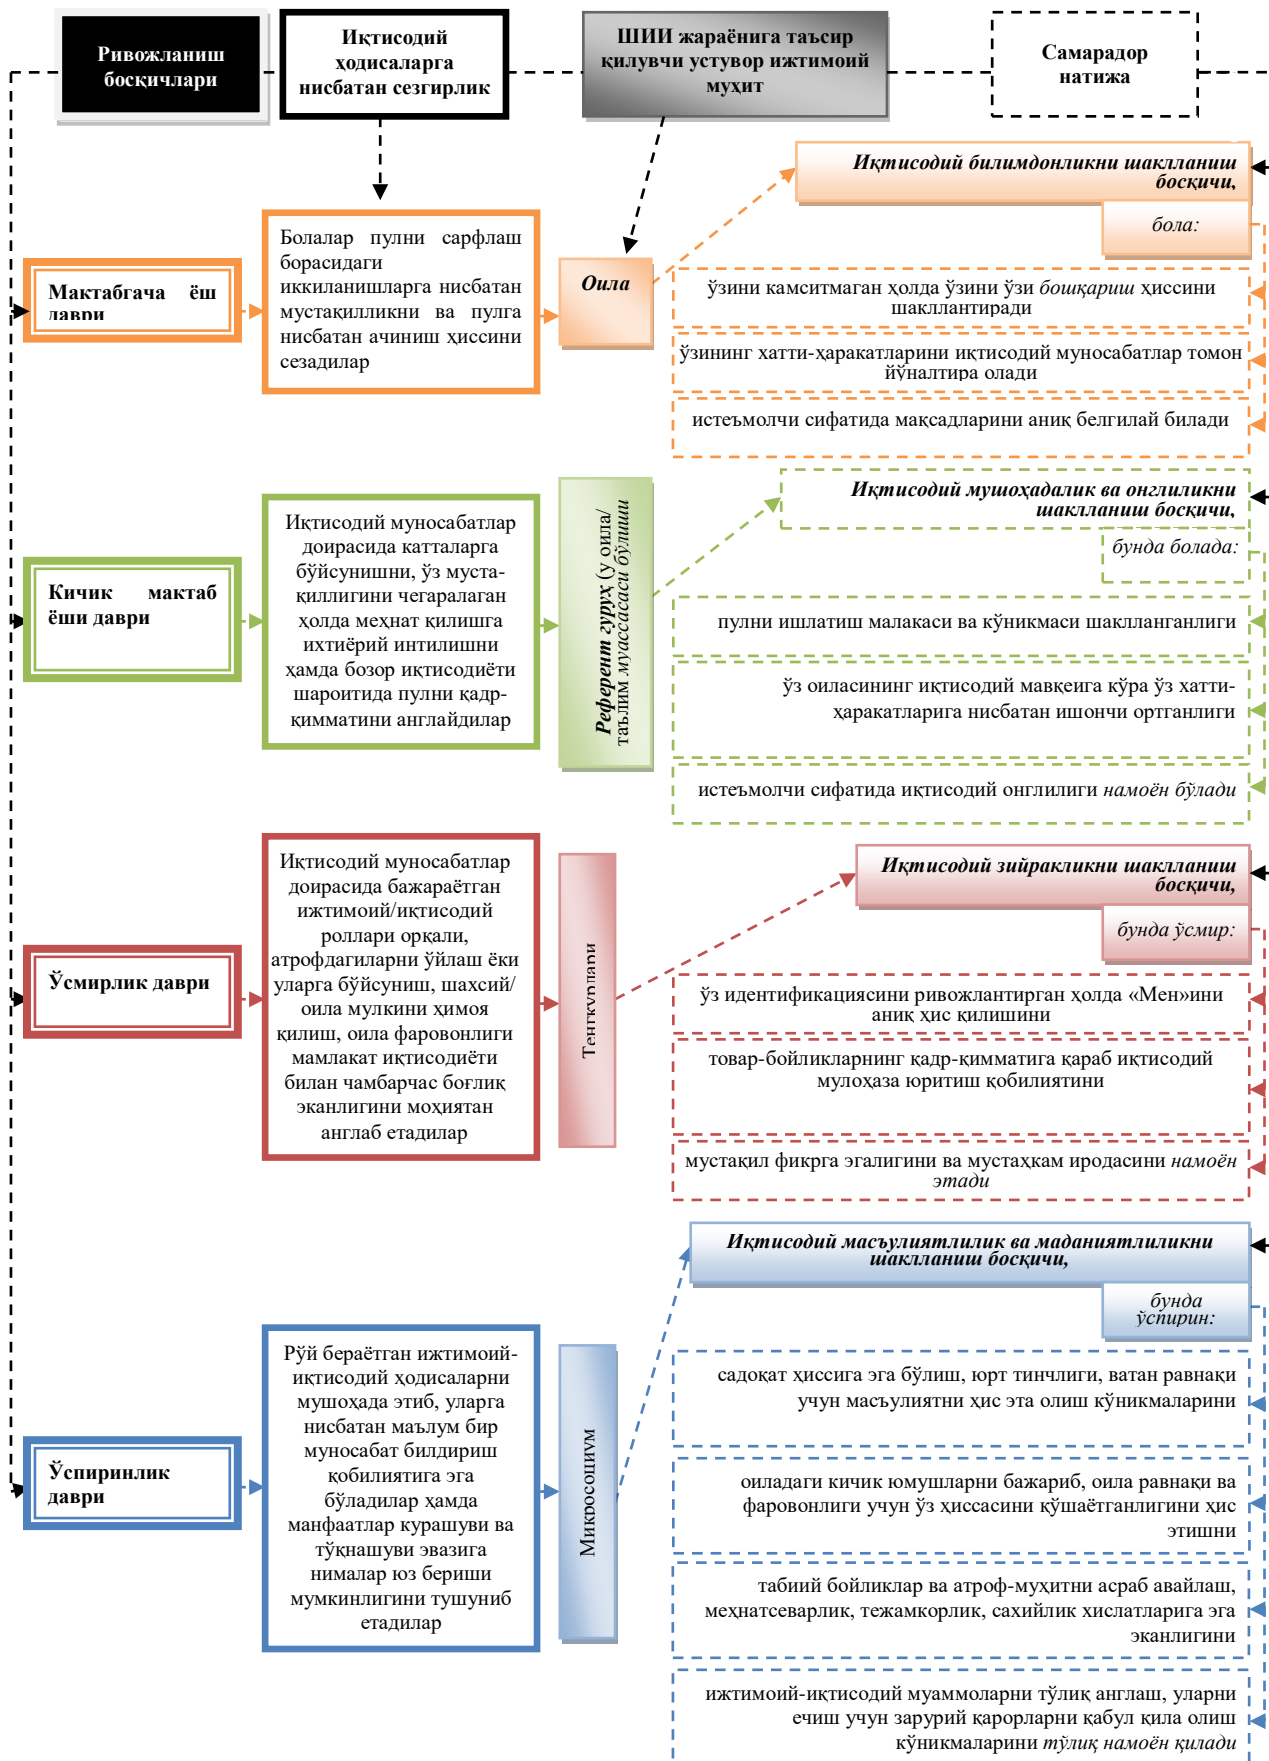 Ривожланиш
босқичлари
Иқтисодий
ҳодисаларга
нисбатан сезгирлик
ШИИ жараёнига таъсир
қилувчи устувор ижтимоий
муҳит
Самарадор
натижа
Мактабгача ёш
даври
Болалар пулни сарфлаш
борасидаги
иккиланишларга нисбатан
мустақилликни ва пулга
нисбатан ачиниш ҳиссини
сезадилар
Оила
Иқтисодий билимдонликни шаклланиш
босқичи,
бола:
ўзини камситмаган ҳолда ўзини ўзи бошқариш ҳиссини
шакллантиради
ўзининг хатти-ҳаракатларини иқтисодий муносабатлар томон
йўналтира олади
истеъмолчи сифатида мақсадларини аниқ белгилай билади
Кичик мактаб
ёши даври
Иқтисодий муносабатлар
доирасида катталарга
бўйсунишни, ўз муста-
қиллигини чегаралаган
ҳолда меҳнат қилишга
ихтиёрий интилишни
ҳамда бозор иқтисодиёти
шароитида пулни қадр-
қимматини англайдилар
Референт гуруҳ (у оила/
таълим муассасаси бўлиши
Иқтисодий мушоҳадалик ва онглиликни
шаклланиш босқичи,
бунда болада:
пулни ишлатиш малакаси ва кўникмаси шаклланганлиги
ўз оиласининг иқтисодий мавқеига кўра ўз хатти-
ҳаракатларига нисбатан ишончи ортганлиги
истеъмолчи сифатида иқтисодий онглилиги намоён бўлади
Ўсмирлик даври
Иқтисодий муносабатлар
доирасида бажараётган
ижтимоий/иқтисодий
роллари орқали,
атрофдагиларни ўйлаш ёки
уларга бўйсуниш, шахсий/
оила мулкини ҳимоя
қилиш, оила фаровонлиги
мамлакат иқтисодиёти
билан чамбарчас боғлиқ
эканлигини моҳиятан
англаб етадилар
Тенгқурлари
Иқтисодий зийракликни шаклланиш
босқичи,
бунда ўсмир:
ўз идентификациясини ривожлантирган ҳолда «Мен»ини
аниқ ҳис қилишини
товар-бойликларнинг қадр-қимматига қараб иқтисодий
мулоҳаза юритиш қобилиятини
мустақил фикрга эгалигини ва мустаҳкам иродасини намоён
этади
Ўспиринлик
даври
Рўй бераётган ижтимоий-
иқтисодий ҳодисаларни
мушоҳада этиб, уларга
нисбатан маълум бир
муносабат билдириш
қобилиятига эга
бўладилар ҳамда
манфаатлар курашуви ва
тўқнашуви эвазига
нималар юз бериши
мумкинлигини тушуниб
етадилар
Микросоциум
Иқтисодий масъулиятлилик ва маданиятлиликни
шаклланиш босқичи,
бунда
ўспирин:
садоқат ҳиссига эга бўлиш, юрт тинчлиги, ватан равнақи
учун масъулиятни ҳис эта олиш кўникмаларини
оиладаги кичик юмушларни бажариб, оила равнақи ва
фаровонлиги учун ўз ҳиссасини қўшаётганлигини ҳис
этишни
табиий бойликлар ва атроф-муҳитни асраб авайлаш,
меҳнатсеварлик, тежамкорлик, сахийлик хислатларига эга
эканлигини
ижтимоий-иқтисодий муаммоларни тўлиқ англаш, уларни
ечиш учун зарурий қарорларни қабул қила олиш
кўникмаларини тўлиқ намоён қилади